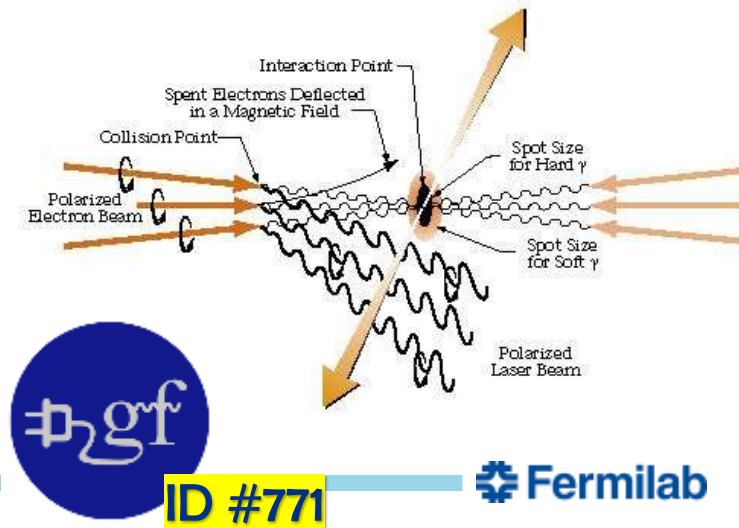 Interaction Point
Spent Electrons Deflected
in a Magnetic Field
Collision Point
Spot Size
for Hard γ
Polarized
Electron Beam
Spot Size
for Soft γ
Polarized
Laser Beam
gf
ID #771
Fermilab